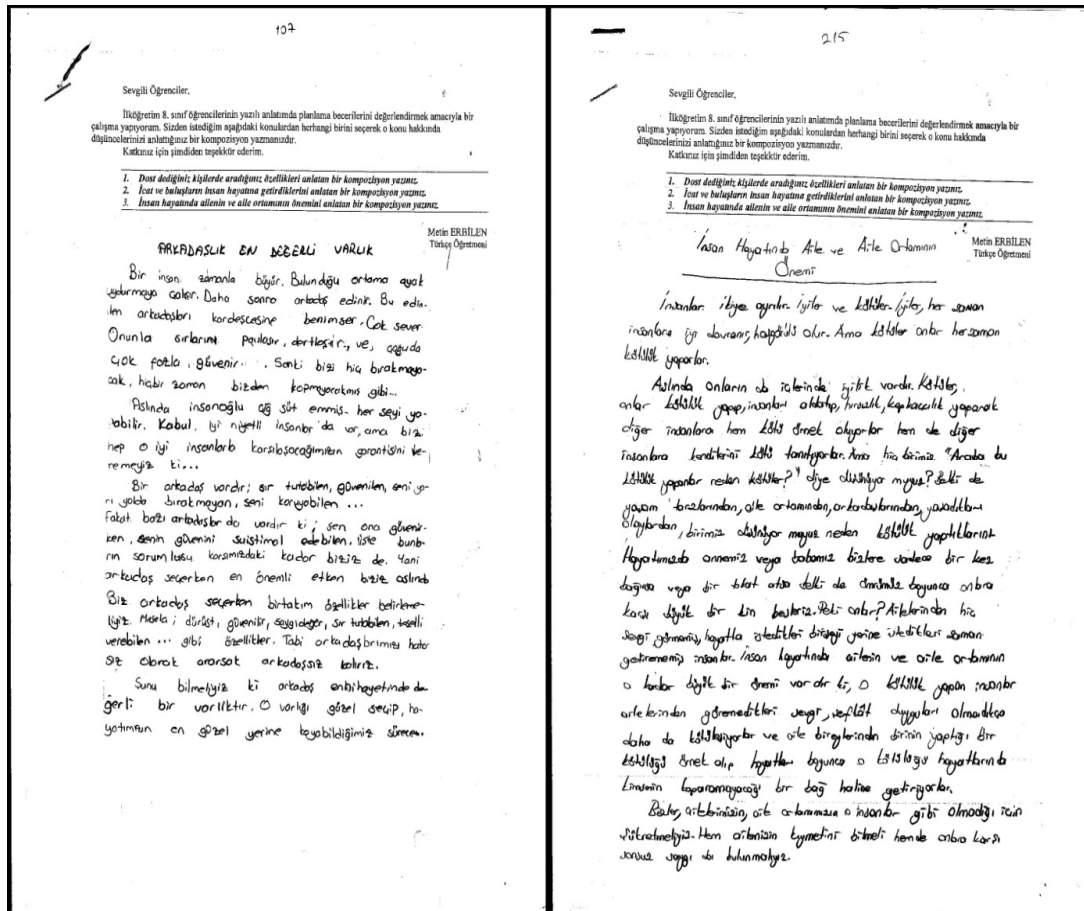 107
Sevgili Öğrenciler,
İlköğretim 8. sınıf öğrencilerinin yazılı anlatımda planlama becerilerini değerlendirmek amacıyla bir
çalışma yapıyorum. Sizden istediğim aşağıdaki konulardan herhangi birini seçerek o konu hakkında
düşüncelerinizi anlattığınız bir kompozisyon yazmanızdır.
Katkınız için şimdiden teşekkür ederim.
1. Dost dediğiniz kişilerde aradığınız özellikleri anlatan bir kompozisyon yazınız.
2. İcat ve buluşların insan hayatına getirdiklerini anlatan bir kompozisyon yazınız.
3. İnsan hayatında ailenin ve aile ortamının önemini anlatan bir kompozisyon yazınız.
Metin ERBİLEN
Türkçe Öğretmeni
ARKADAŞLIK EN DEĞERLİ VARLIK
Bir insan zamanla büyür. Bulunduğu ortama ayak
uydurmaya çalışır. Daha sonra arkadaş edinir. Bu edin-
ilen arkadaşları kardeşcesine benimser. Çok sever
Onunla sırlarını paylaşır, dertleşir, ve,
çok fazla, güvenir... Sanki bizi hiç bırakmaya-
cak, hiçbir zaman bizden kopmayacakmış gibi...
Aslında insanoğlu çiğ süt emmiş- her şeyi ya-
pabilir. Kabul, iyi niyetli insanlar da var, ama bizi
hep o iyi insanlarla karşılaşacağımızın garantisini ve-
remeyiz ki...
Bir arkadaş vardır; sır tutabilen, güvenilen, seni ya-
rı yolda bırakmayan, seni koruyabilen ...
Fakat bazı arkadaşlar da vardır ki; sen ona güvenir-
ken, senin güvenini suistimal edebilen. İşte bunla-
rın sorumlusu karşımızdaki kadar biziz de. Yani
arkadaş seçerken en önemli etken biziz aslında
Biz arkadaş seçerken birtakım özellikler belirleme-
liyiz. Mesela; dürüst, güvenilir, saygıdeğer, sır tutabilen, teselli
verebilen ... gibi özellikler. Tabi arkadaşlarımızı hata
sız olarak ararsak arkadaşsız kalırız.
Şunu bilmeliyiz ki arkadaş de-
ğerli bir varlıktır. O varlığı güzel seçip, ha-
yatımızın en güzel yerine koyabildiğimiz sürece...
215
Sevgili Öğrenciler,
İlköğretim 8. sınıf öğrencilerinin yazılı anlatımda planlama becerilerini değerlendirmek amacıyla bir
çalışma yapıyorum. Sizden istediğim aşağıdaki konulardan herhangi birini seçerek o konu hakkında
düşüncelerinizi anlattığınız bir kompozisyon yazmanızdır.
Katkınız için şimdiden teşekkür ederim.
1. Dost dediğiniz kişilerde aradığınız özellikleri anlatan bir kompozisyon yazınız.
2. İcat ve buluşların insan hayatına getirdiklerini anlatan bir kompozisyon yazınız.
3. İnsan hayatında ailenin ve aile ortamının önemini anlatan bir kompozisyon yazınız.
Metin ERBİLEN
Türkçe Öğretmeni
İnsan Hayatında Aile ve Aile Ortamının
Önemi
İnsanlar ikiye ayrılır. İyiler ve kötüler. İyiler, her zaman
insanlara iyi davranır, hoşgörülü olur. Ama kötüler onlar her zaman
kötülük yaparlar.
Aslında onların da içlerinde iyilik vardır. Kötüler,
onlar kötülük yapıp, insanları aldatıp, hırsızlık, kapkaççılık yaparak
diğer insanlara hem kötü örnek oluyorlar hem de diğer
insanlara kendilerini kötü tanıtıyorlar. Ama hiç birimiz "Acaba bu
kötülük yapanlar neden kötüler?" diye düşünüyor muyuz? Belki de
yaşam tarzlarından, aile ortamından, arkadaşlarından, yaşadıkları
olaylardan, birimiz düşünüyor muyuz neden kötülük yaptıklarını
Hayatımızda annemiz veya babamız bizlere sadece bir kez
bağırsa veya bir tokat atsa belki de ömrümüz boyunca onlara
karşı büyük bir kin besleriz. Peki onlar? Ailelerinden hiç
sevgi görmemiş, hayatla istedikleri birşeyi yerine istedikleri zaman
getirememiş insanlar. İnsan hayatında ailenin ve aile ortamının
o kadar büyük bir önemi vardır ki, o kötülük yapan insanlar
ailelerinden göremedikleri sevgi, şefkât duyguları olmadıkça
daha da kötüleşiyorlar ve aile bireylerinden birinin yaptığı bir
kötülüğü örnek alıp hayatları boyunca o kötülüğü hayatlarında
kimsenin koparamayacağı bir bağ haline getiriyorlar.
Bizler, ailelerimizin, aile ortamımızın o insanlar gibi olmadığı için
şükretmeliyiz. Hem ailenizin kıymetini bilmeli hemde onlara karşı
sonsuz saygı da bulunmalıyız.